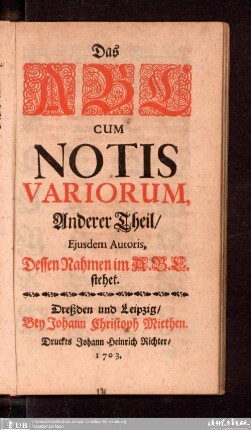 Das
ABC
CUM
NOTIS
VARIORUM,
Anderer Theil/
Ejusdem Autoris,
Dessen Nahmen im A.B.C.
stehet.
Dreßden und Leipzig/
Bey Johann Christoph Miethen.
Druckts Johann Heinrich Richter/
1703.
UB